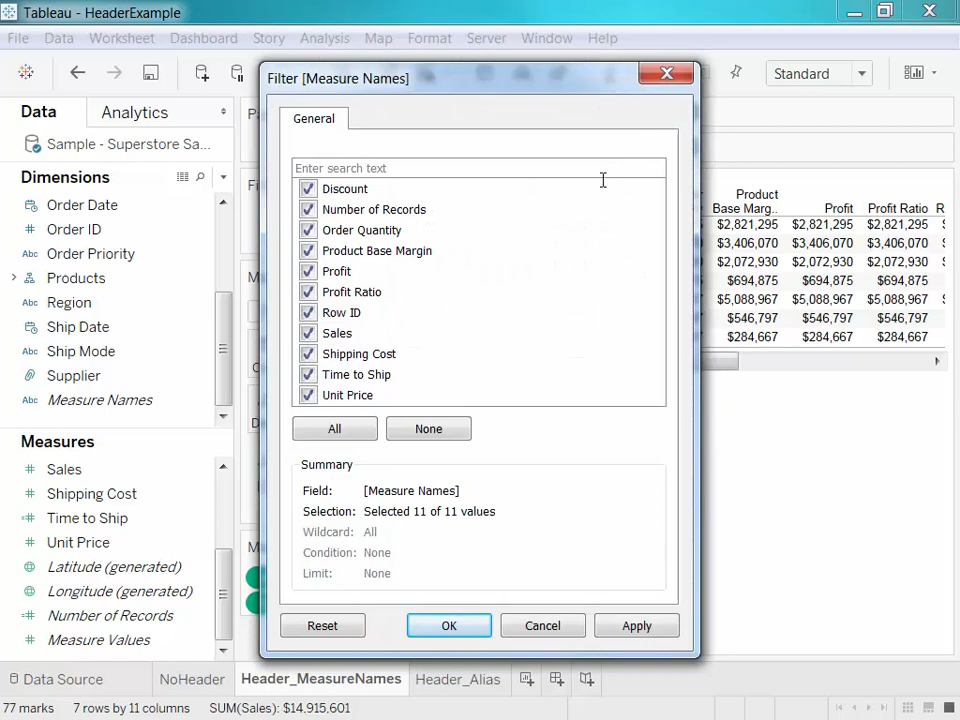 Tableau - HeaderExample
File Data Worksheet Dashboard Story Analysis Map Format Server Window Help
Standard
Data Analytics
Sample - Superstore Sa...
Dimensions
Order Date
Order ID
Order Priority
Products
Abc Region
Ship Date
Abc Ship Mode
Supplier
Abc Measure Names
Measures
Sales
Shipping Cost
Time to Ship
Unit Price
Latitude (generated)
Longitude (generated)
Number of Records
Measure Values
Filter [Measure Names]
General
Enter search text
Discount
Number of Records
Order Quantity
Product Base Margin
Profit
Profit Ratio
Row ID
Sales
Shipping Cost
Time to Ship
Unit Price
All None
Summary
Field: [Measure Names]
Selection: Selected 11 of 11 values
Wildcard: All
Condition: None
Limit: None
Reset OK Cancel Apply
Product
Base Marg.. Profit Profit Ratio R
$2,821,295 $2,821,295 $2,821,295
$3,406,070 $3,406,070 $3,406,070
$2,072,930 $2,072,930 $2,072,930
$694,875 $694,875 $694,875
$5,088,967 $5,088,967 $5,088,967
$546,797 $546,797 $546,797
$284,667 $284,667 $284,667
Data Source NoHeader Header_MeasureNames Header_Alias
77 marks 7 rows by 11 columns SUM(Sales): $14,915,601